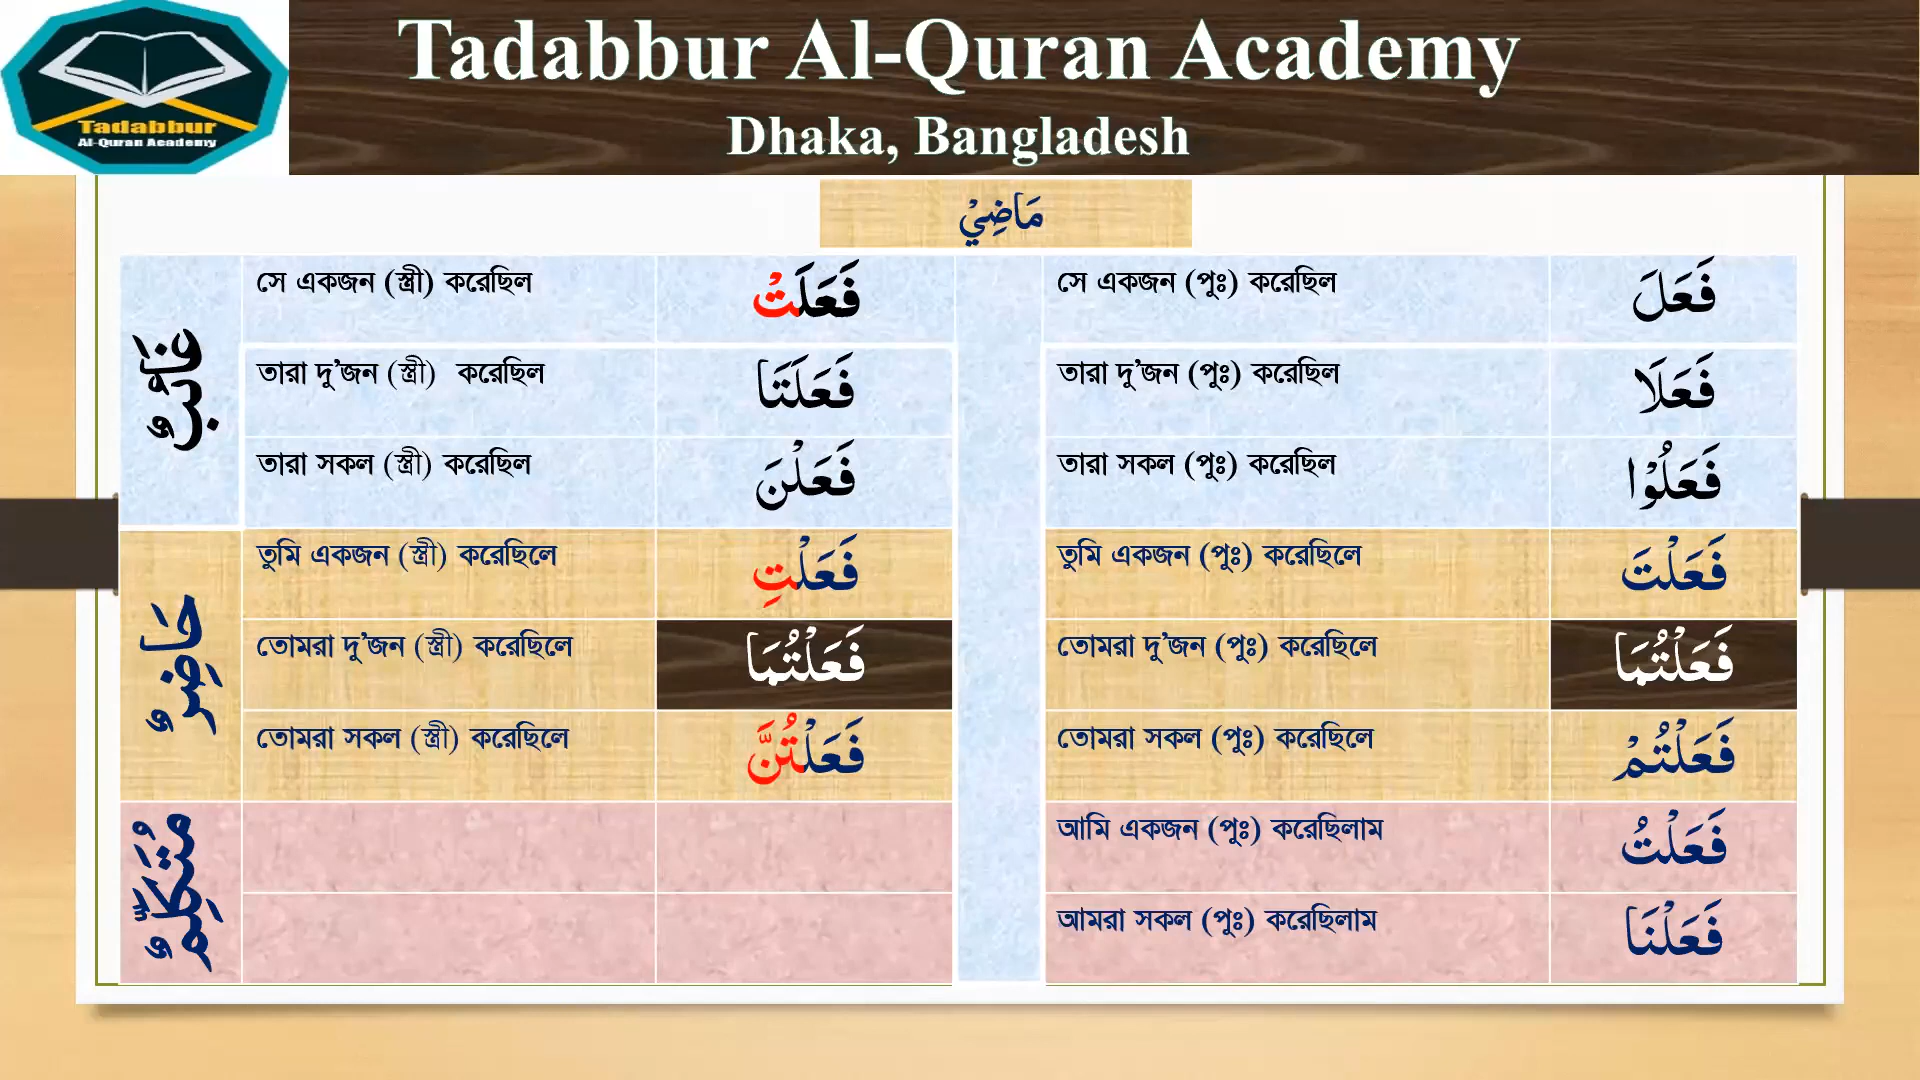 Tadabbur Al-Quran Academy
Dhaka, Bangladesh
Tadabbur
Al-Quran Academy
مَاضِيْ
غَائِبٌ
সে একজন (স্ত্রী) করেছিল
فَعَلَتْ
সে একজন (পুঃ) করেছিল
فَعَلَ
তারা দু’জন (স্ত্রী) করেছিল
فَعَلَتَا
তারা দু’জন (পুঃ) করেছিল
فَعَلَا
তারা সকল (স্ত্রী) করেছিল
فَعَلْنَ
তারা সকল (পুঃ) করেছিল
فَعَلُوْا
حَاضِرٌ
তুমি একজন (স্ত্রী) করেছিলে
فَعَلْتِ
তুমি একজন (পুঃ) করেছিলে
فَعَلْتَ
তোমরা দু’জন (স্ত্রী) করেছিলে
فَعَلْتُمَا
তোমরা দু’জন (পুঃ) করেছিলে
فَعَلْتُمَا
তোমরা সকল (স্ত্রী) করেছিলে
فَعَلْتُنَّ
তোমরা সকল (পুঃ) করেছিলে
فَعَلْتُمْ
مُتَكَلِّمٌ
আমি একজন (পুঃ) করেছিলাম
فَعَلْتُ
আমরা সকল (পুঃ) করেছিলাম
فَعَلْنَا